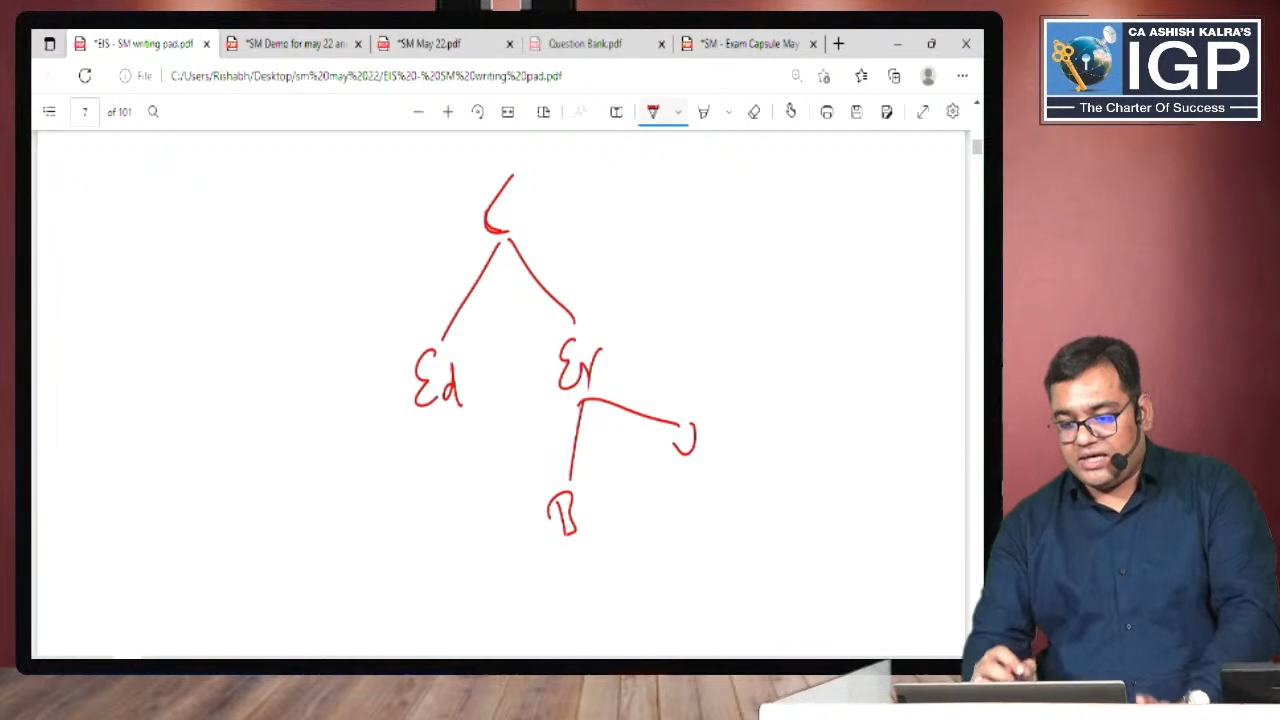 *EIS - SM writing pad.pdf
*SM Demo for may 22 an
*SM May 22.pdf
Question Bank.pdf
*SM - Exam Capsule May
File
C:/Users/Rishabh/Desktop/sm%20may%2022/EIS%20-%20SM%20writing%20pad.pdf
7 of 101
CA ASHISH KALRA'S
IGP
The Charter Of Success
Ed
Er
B